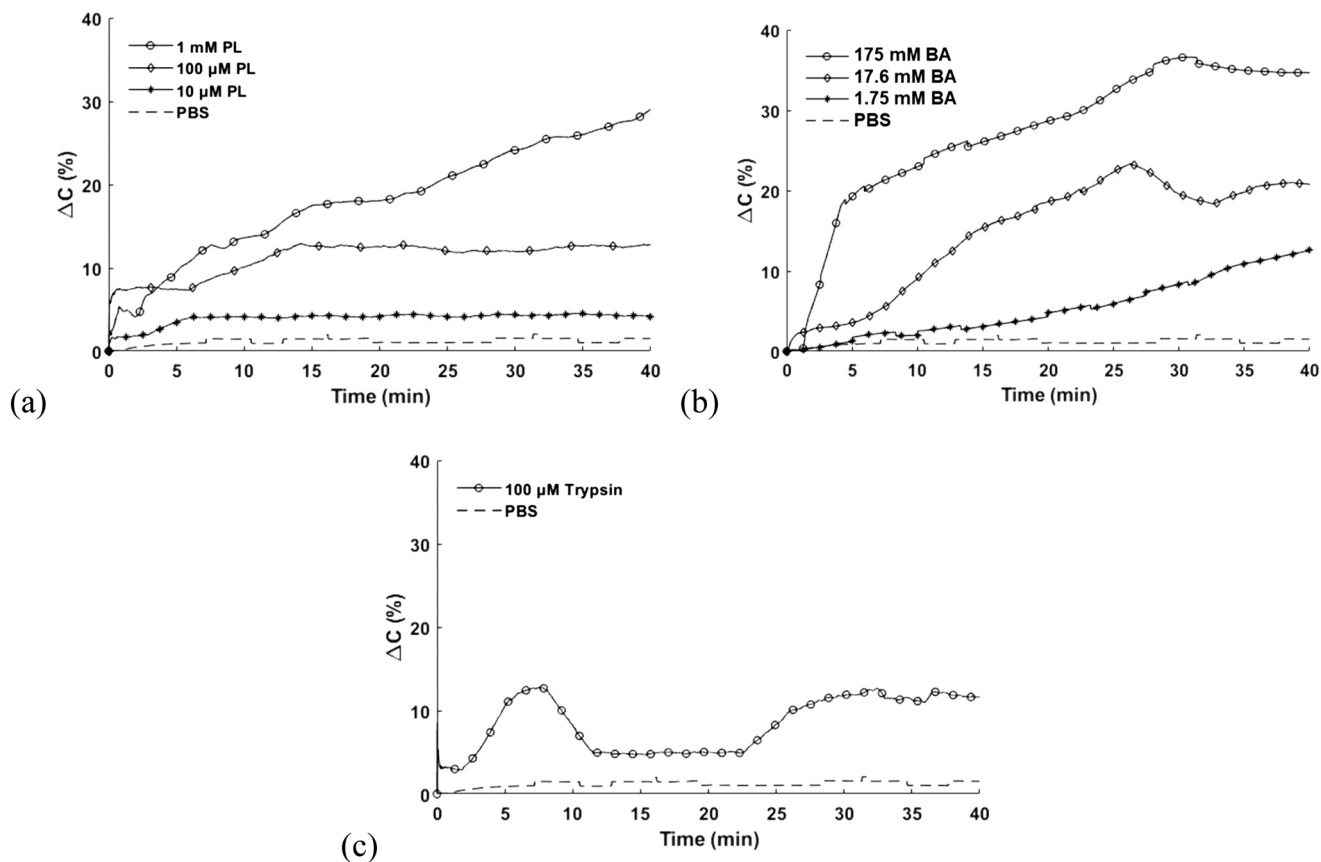 40
30
20
10
0
ΔC (%)
1 mM PL
100 µM PL
10 µM PL
PBS
0 5 10 15 20 25 30 35 40
Time (min)
(a)
40
30
20
10
0
ΔC (%)
175 mM BA
17.6 mM BA
1.75 mM BA
PBS
0 5 10 15 20 25 30 35 40
Time (min)
(b)
40
30
20
10
0
ΔC (%)
100 µM Trypsin
PBS
0 5 10 15 20 25 30 35 40
Time (min)
(c)